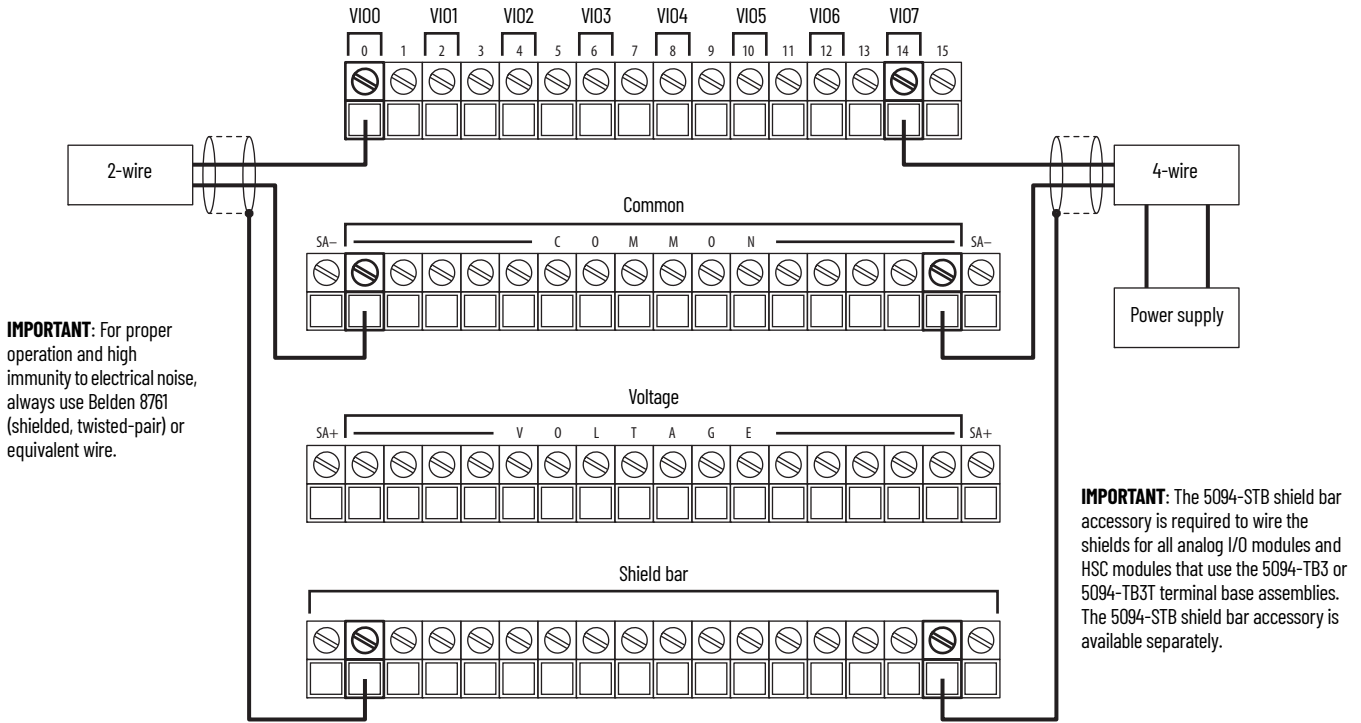 VI00 VI01 VI02 VI03 VI04 VI05 VI06 VI07
0 1 2 3 4 5 6 7 8 9 10 11 12 13 14 15
2-wire
4-wire
Common
SA– C O M M O N SA–
Power supply
IMPORTANT: For proper
operation and high
immunity to electrical noise,
always use Belden 8761
(shielded, twisted-pair) or
equivalent wire.
Voltage
SA+ V O L T A G E SA+
IMPORTANT: The 5094-STB shield bar
accessory is required to wire the
shields for all analog I/O modules and
HSC modules that use the 5094-TB3 or
5094-TB3T terminal base assemblies.
The 5094-STB shield bar accessory is
available separately.
Shield bar